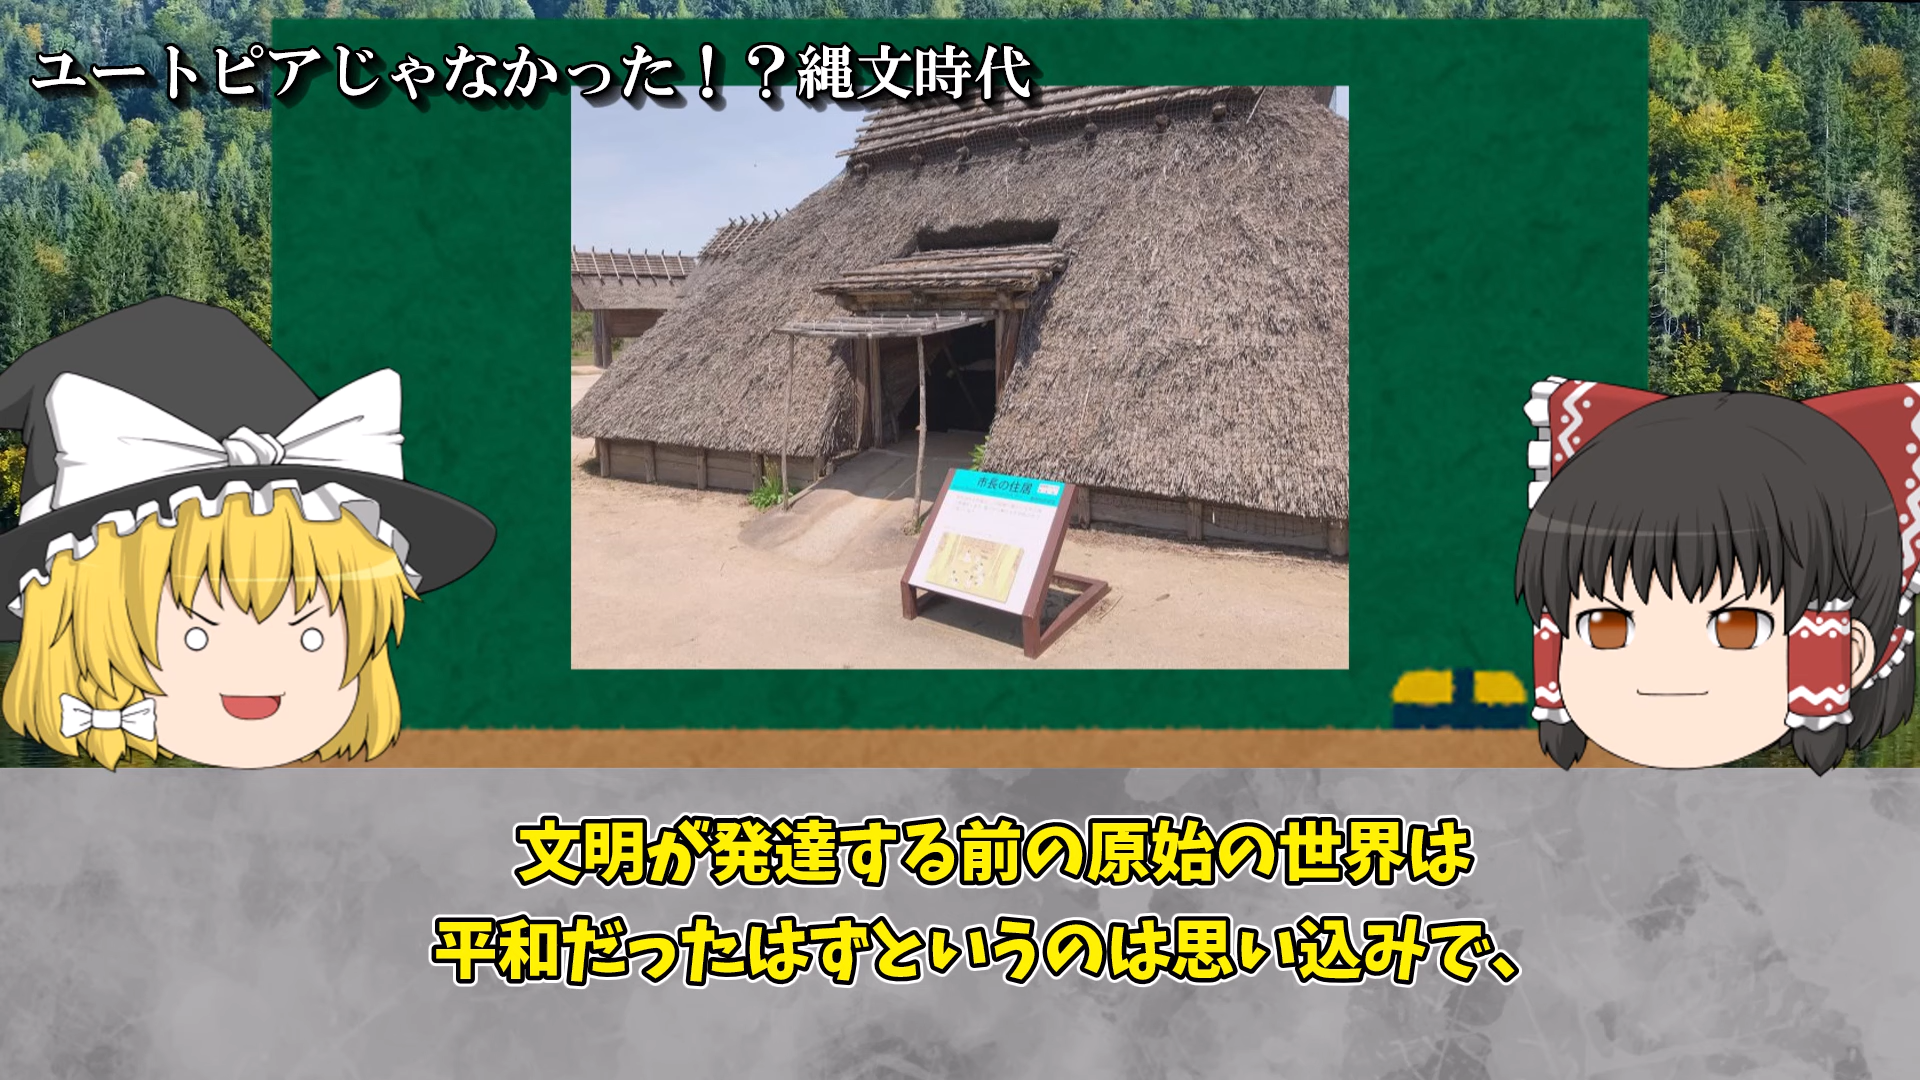 ユートピアじゃなかった！？縄文時代
市長の住居
文明が発達する前の原始の世界は
平和だったはずというのは思い込みで、